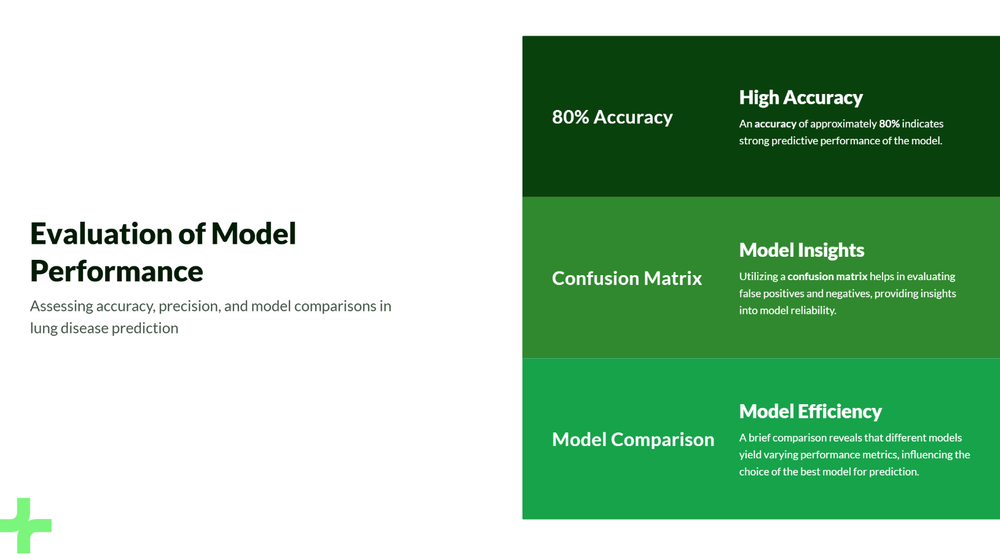 Evaluation of Model
Performance
Assessing accuracy, precision, and model comparisons in
lung disease prediction
80% Accuracy
High Accuracy
An accuracy of approximately 80% indicates
strong predictive performance of the model.
Confusion Matrix
Model Insights
Utilizing a confusion matrix helps in evaluating
false positives and negatives, providing insights
into model reliability.
Model Comparison
Model Efficiency
A brief comparison reveals that different models
yield varying performance metrics, influencing the
choice of the best model for prediction.